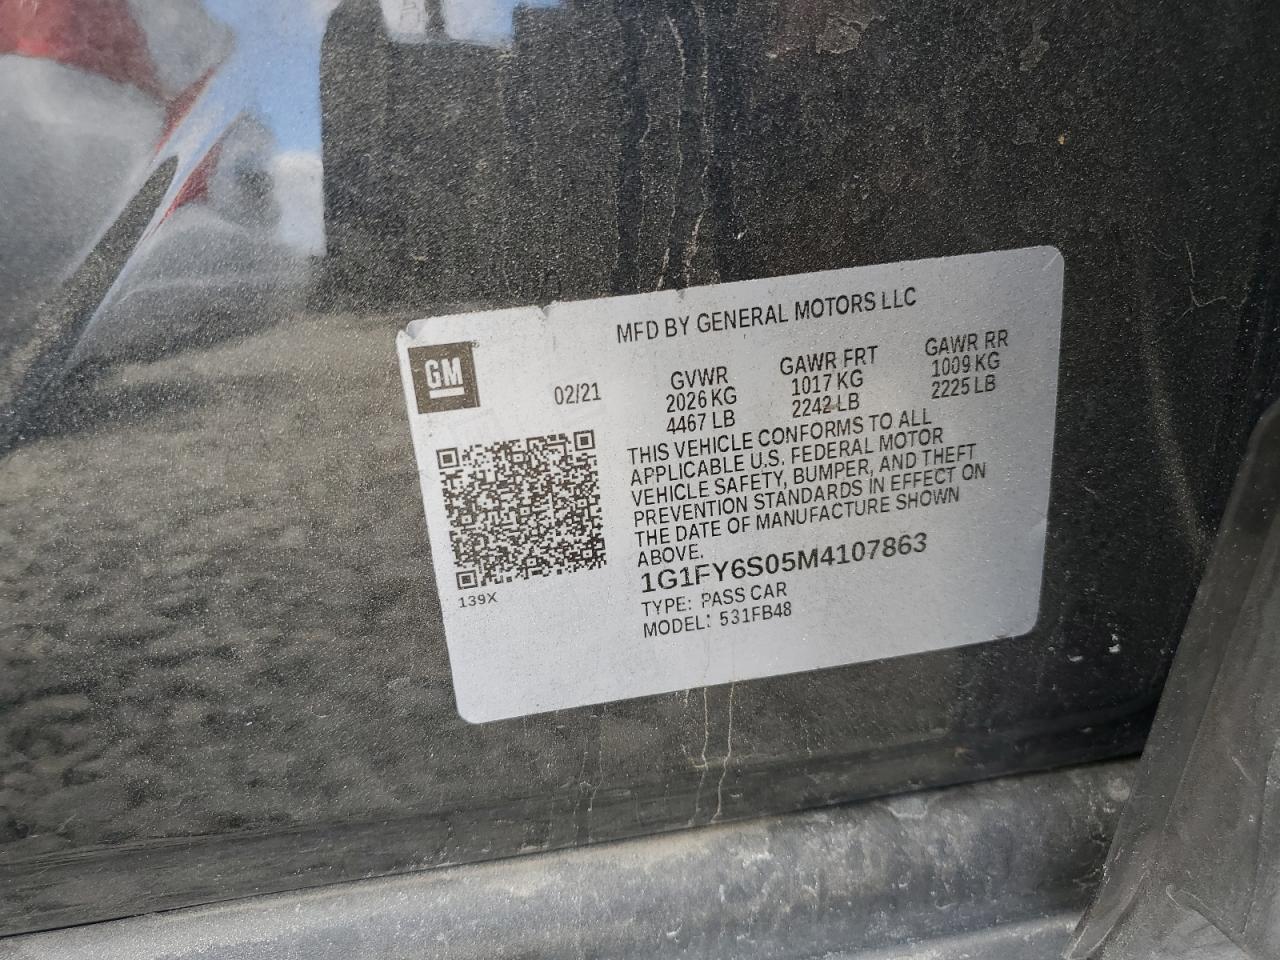 MFD BY GENERAL MOTORS LLC
GM
02/21
GVWR GAWR FRT GAWR RR
2026 KG 1017 KG 1009 KG
4467 LB 2242 LB 2225 LB
THIS VEHICLE CONFORMS TO ALL
APPLICABLE U.S. FEDERAL MOTOR
VEHICLE SAFETY, BUMPER, AND THEFT
PREVENTION STANDARDS IN EFFECT ON
THE DATE OF MANUFACTURE SHOWN
ABOVE.
1G1FY6S05M4107863
TYPE: PASS CAR
MODEL: 531FB48
139X